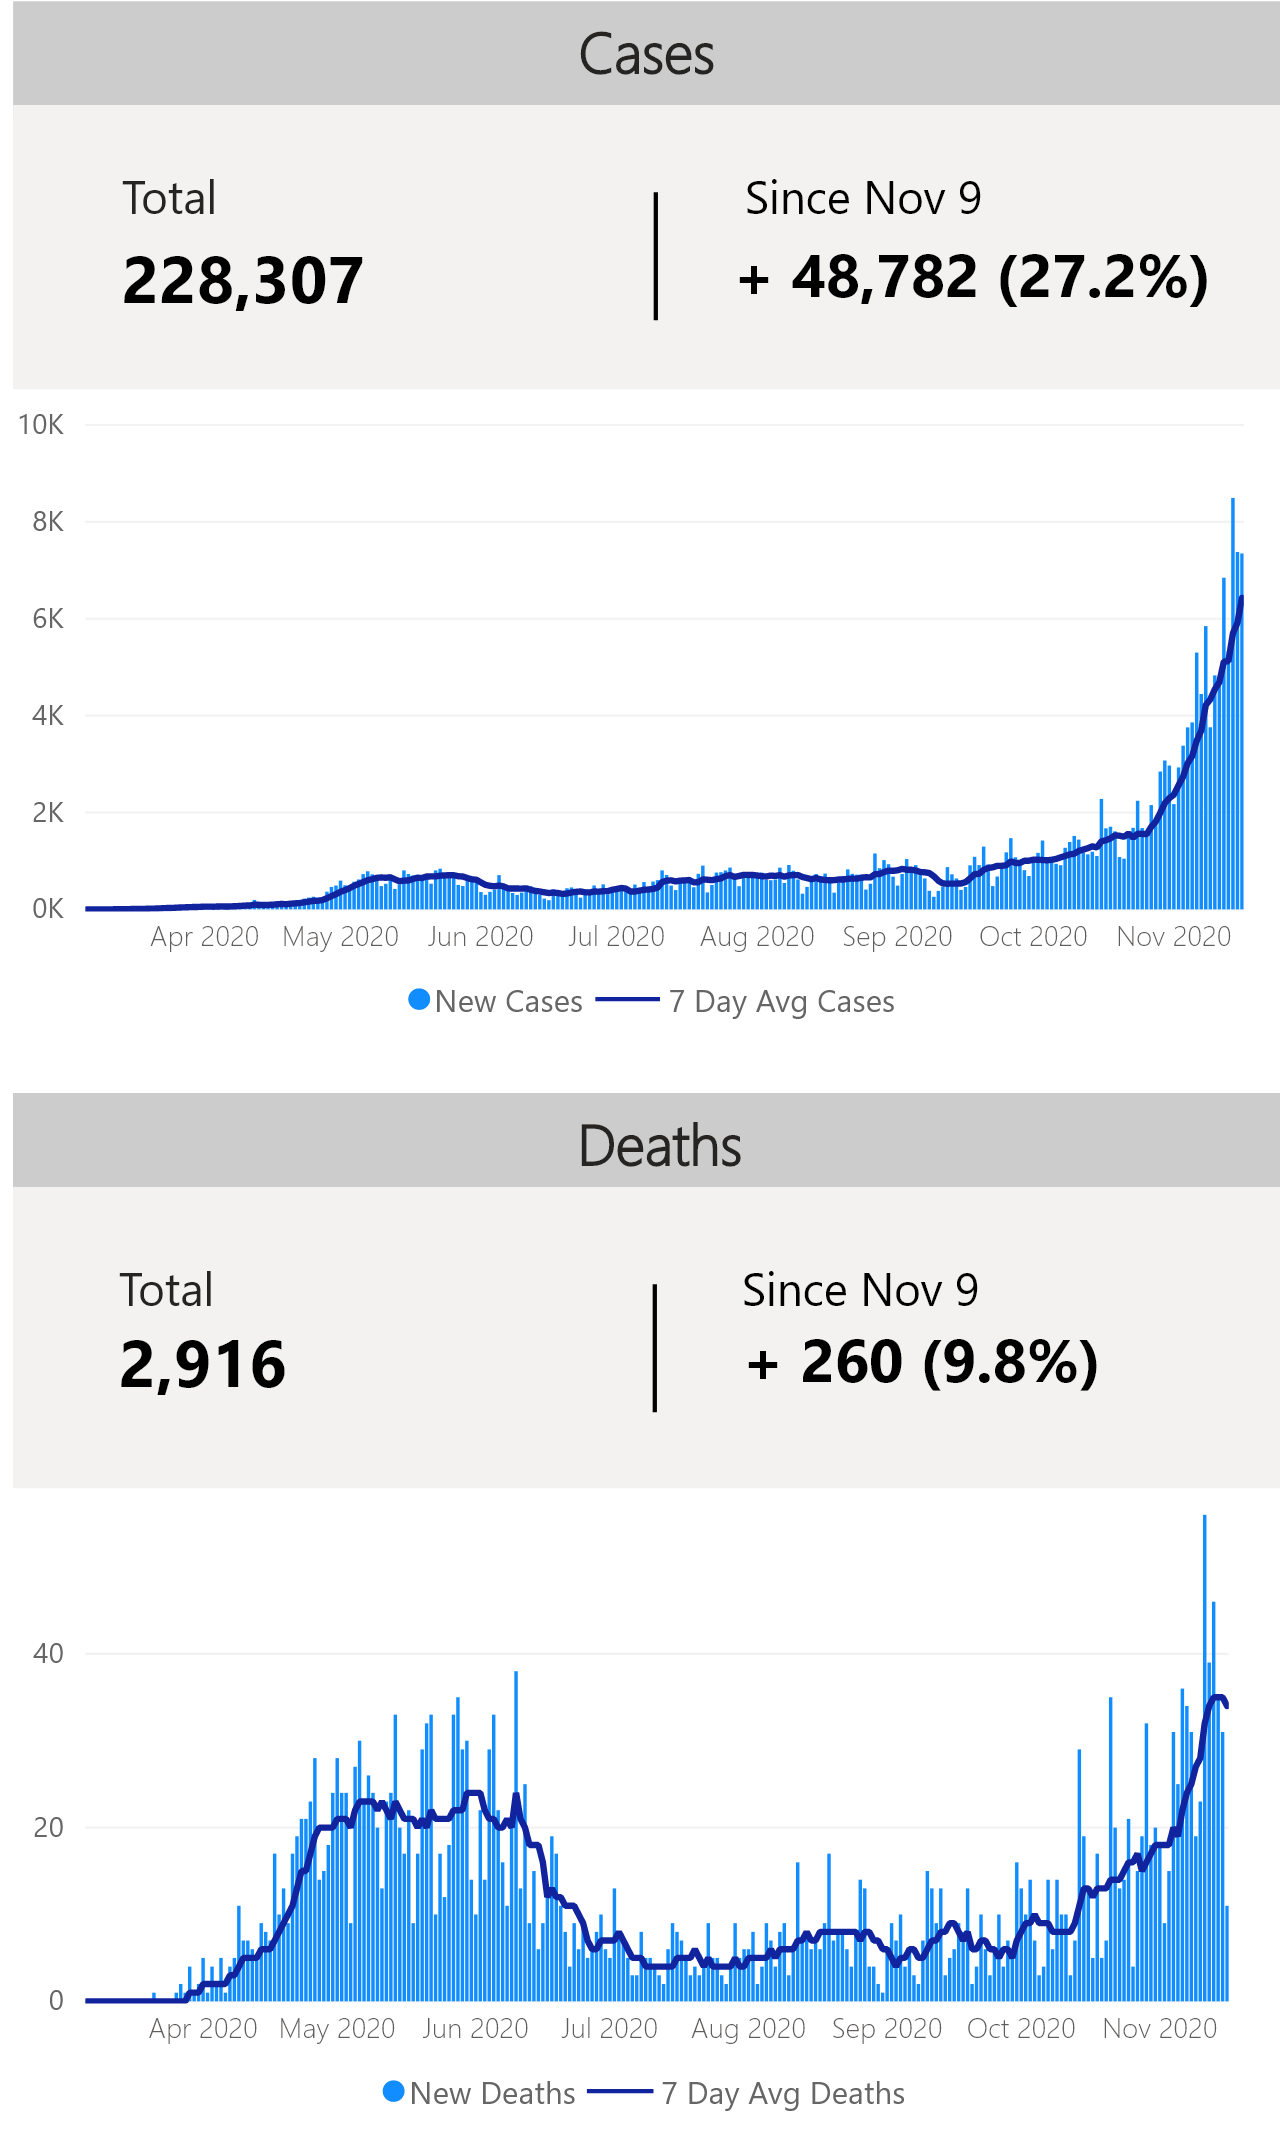 Cases
Total
Since Nov 9
228,307
+ 48,782 (27.2%)
10K
8K
6K
4K
2K
0K
Apr 2020 May 2020 Jun 2020 Jul 2020 Aug 2020 Sep 2020 Oct 2020 Nov 2020
New Cases 7 Day Avg Cases
Deaths
Total
Since Nov 9
2,916
+ 260 (9.8%)
40
20
0
Apr 2020 May 2020 Jun 2020 Jul 2020 Aug 2020 Sep 2020 Oct 2020 Nov 2020
New Deaths 7 Day Avg Deaths